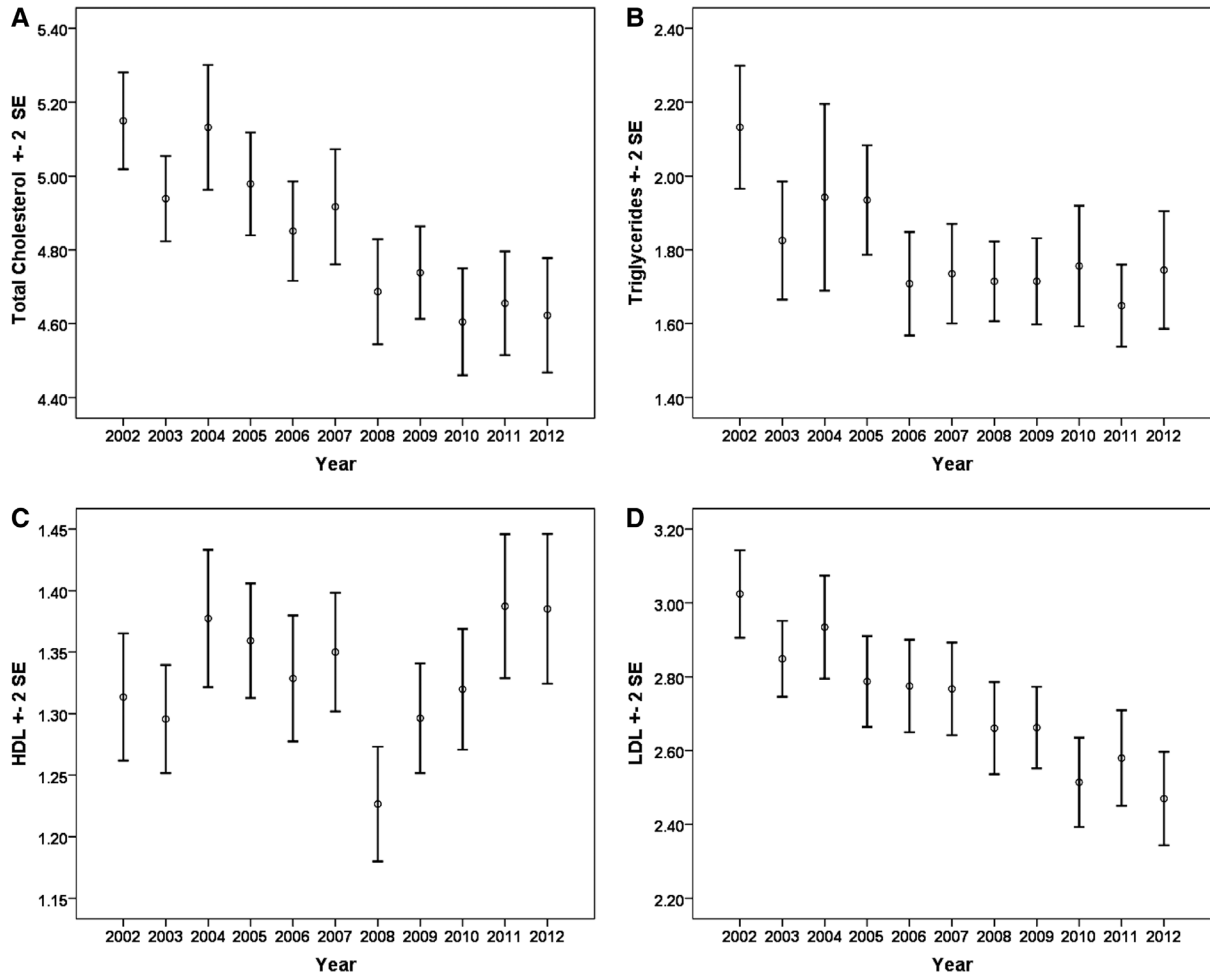 A
Total Cholesterol +- 2 SE
5.40
5.20
5.00
4.80
4.60
4.40
2002 2003 2004 2005 2006 2007 2008 2009 2010 2011 2012
Year
B
Triglycerides +- 2 SE
2.40
2.20
2.00
1.80
1.60
1.40
2002 2003 2004 2005 2006 2007 2008 2009 2010 2011 2012
Year
C
HDL +- 2 SE
1.45
1.40
1.35
1.30
1.25
1.20
1.15
2002 2003 2004 2005 2006 2007 2008 2009 2010 2011 2012
Year
D
LDL +- 2 SE
3.20
3.00
2.80
2.60
2.40
2.20
2002 2003 2004 2005 2006 2007 2008 2009 2010 2011 2012
Year